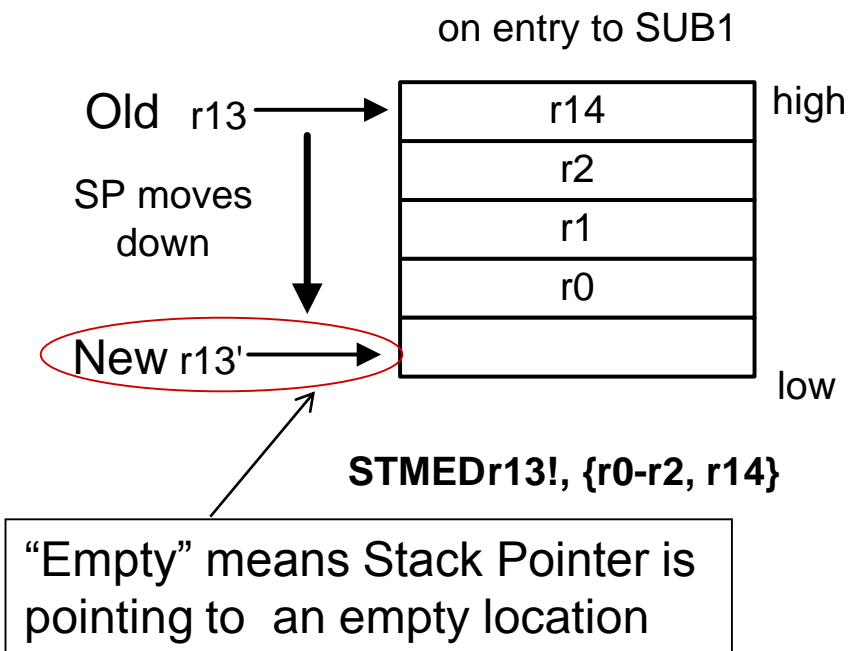 on entry to SUB1
Old r13
r14
high
r2
SP moves
down
r1
r0
New r13'
low
STMEDr13!, {r0-r2, r14}
“Empty” means Stack Pointer is
pointing to an empty location